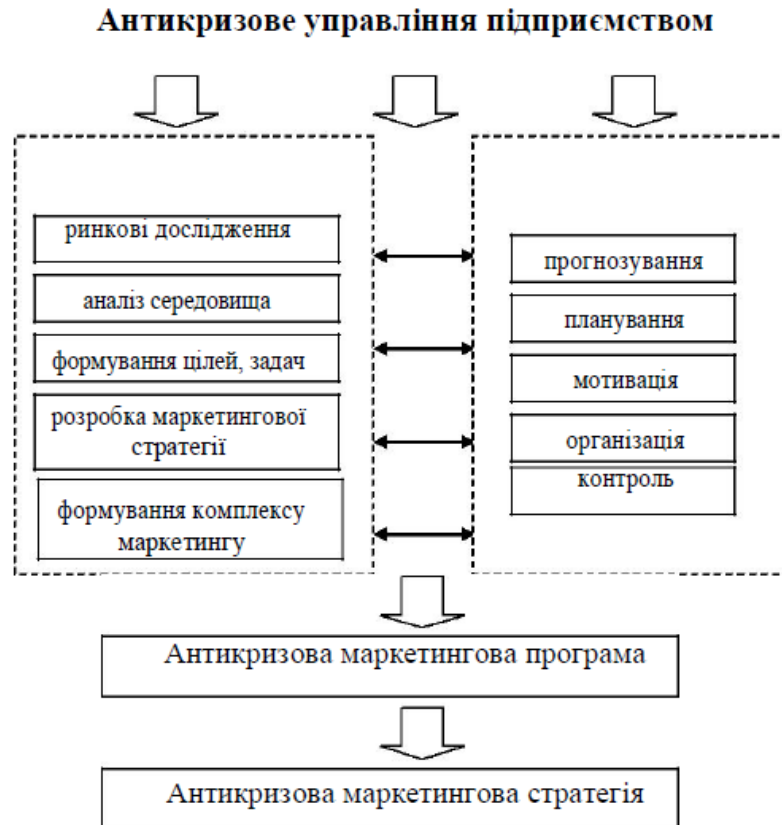 Антикризове управління підприємством
ринкові дослідження
аналіз середовища
формування цілей, задач
розробка маркетингової
стратегії
формування комплексу
маркетингу
прогнозування
планування
мотивація
організація
контроль
Антикризова маркетингова програма
Антикризова маркетингова стратегія